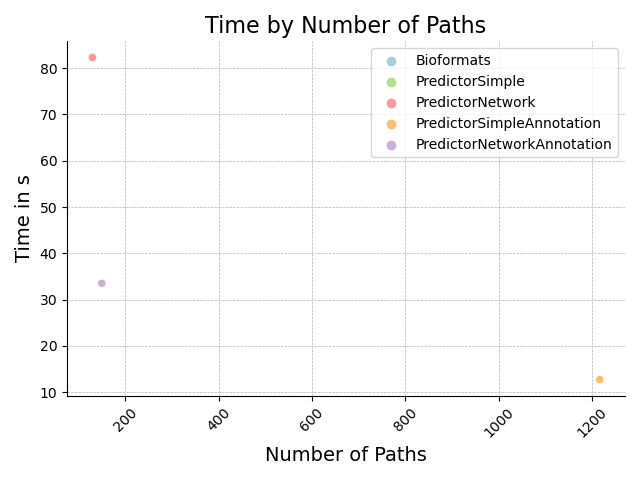 Time by Number of Paths
Bioformats
PredictorSimple
PredictorNetwork
PredictorSimpleAnnotation
PredictorNetworkAnnotation
Time in s
80
70
60
50
40
30
20
10
200
400
600
800
1000
1200
Number of Paths